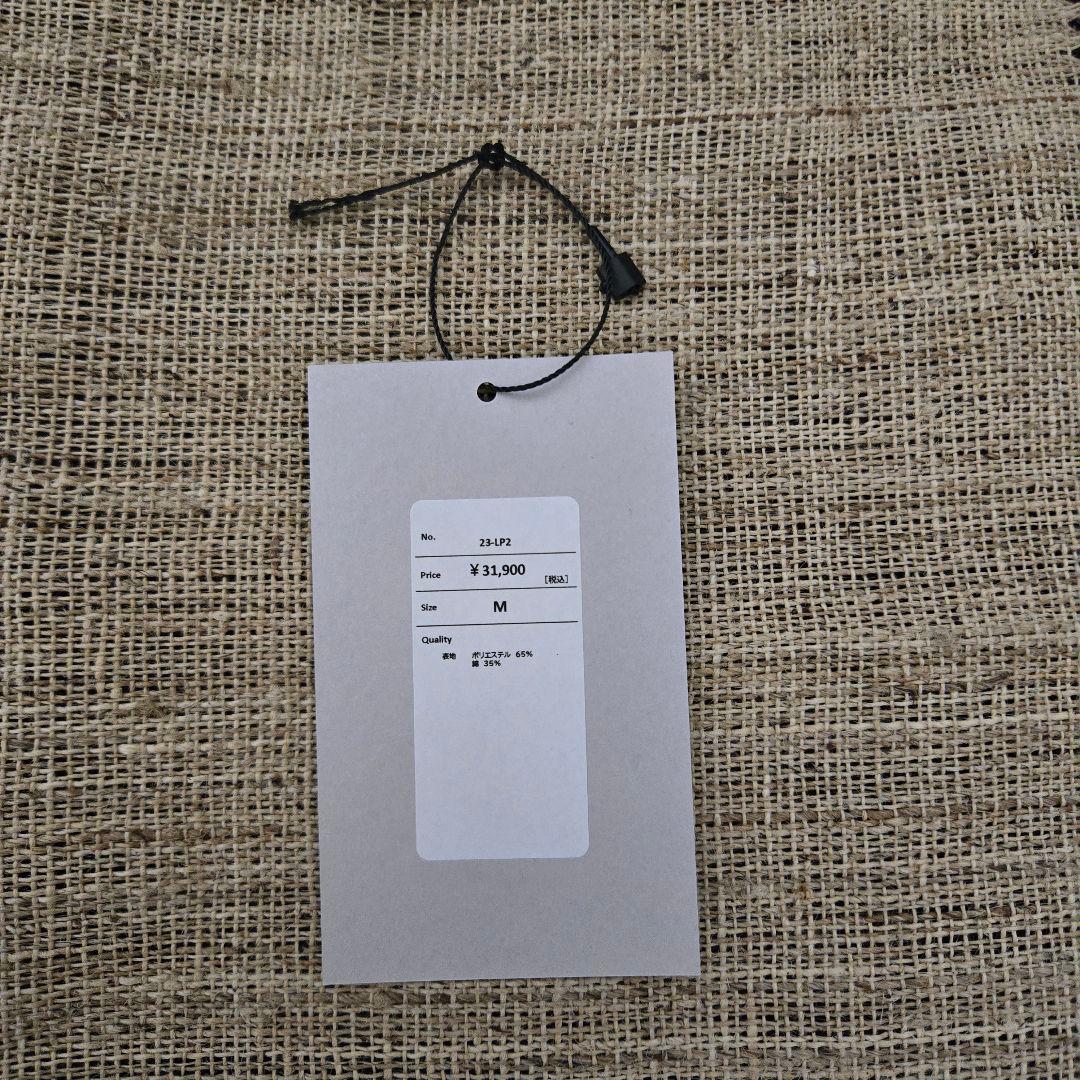 No. 23-LP2
Price ¥31,900 [税込]
Size M
Quality
表地 ポリエステル 65%
綿 35%